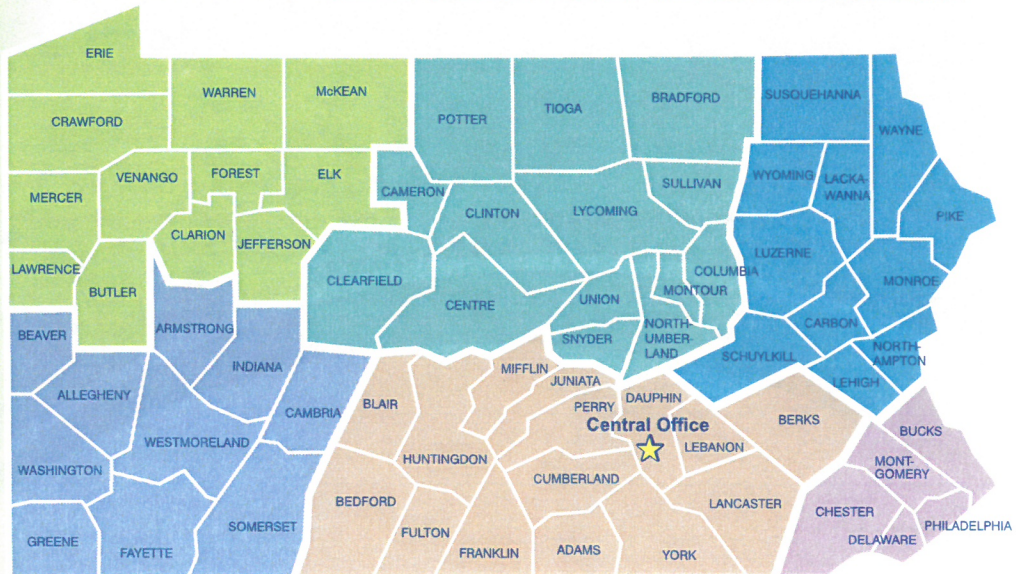 ERIE
WARREN
McKEAN
CRAWFORD
POTTER
TIOGA
BRADFORD
SUSQUEHANNA
WAYNE
VENANGO
FOREST
ELK
MERCER
CAMERON
SULLIVAN
WYOMING
LACKA-
WANNA
PIKE
CLARION
JEFFERSON
CLINTON
LYCOMING
LUZERNE
LAWRENCE
BUTLER
CLEARFIELD
CENTRE
UNION
MONTOUR
COLUMBIA
MONROE
BEAVER
ARMSTRONG
INDIANA
SNYDER
NORTH-
UMBER-
LAND
SCHUYLKILL
CARBON
NORTH-
AMPTON
LEHIGH
ALLEGHENY
CAMBRIA
BLAIR
MIFFLIN
JUNIATA
PERRY
DAUPHIN
Central Office
LEBANON
BERKS
BUCKS
WESTMORELAND
HUNTINGDON
CUMBERLAND
MONT-
GOMERY
WASHINGTON
BEDFORD
LANCASTER
CHESTER
PHILADELPHIA
GREENE
FAYETTE
SOMERSET
FULTON
FRANKLIN
ADAMS
YORK
DELAWARE